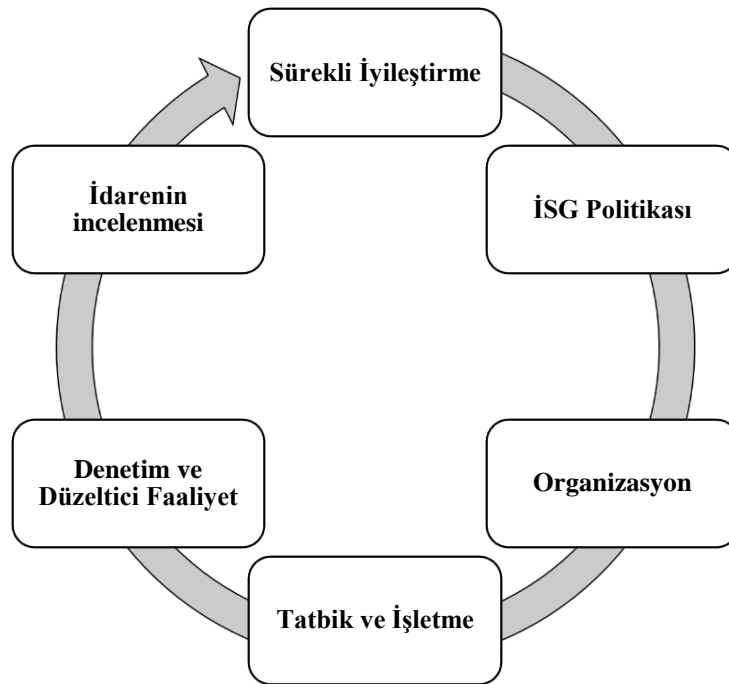 Sürekli İyileştirme
İSG Politikası
Organizasyon
Tatbik ve İşletme
Denetim ve
Düzeltici Faaliyet
İdarenin
incelenmesi